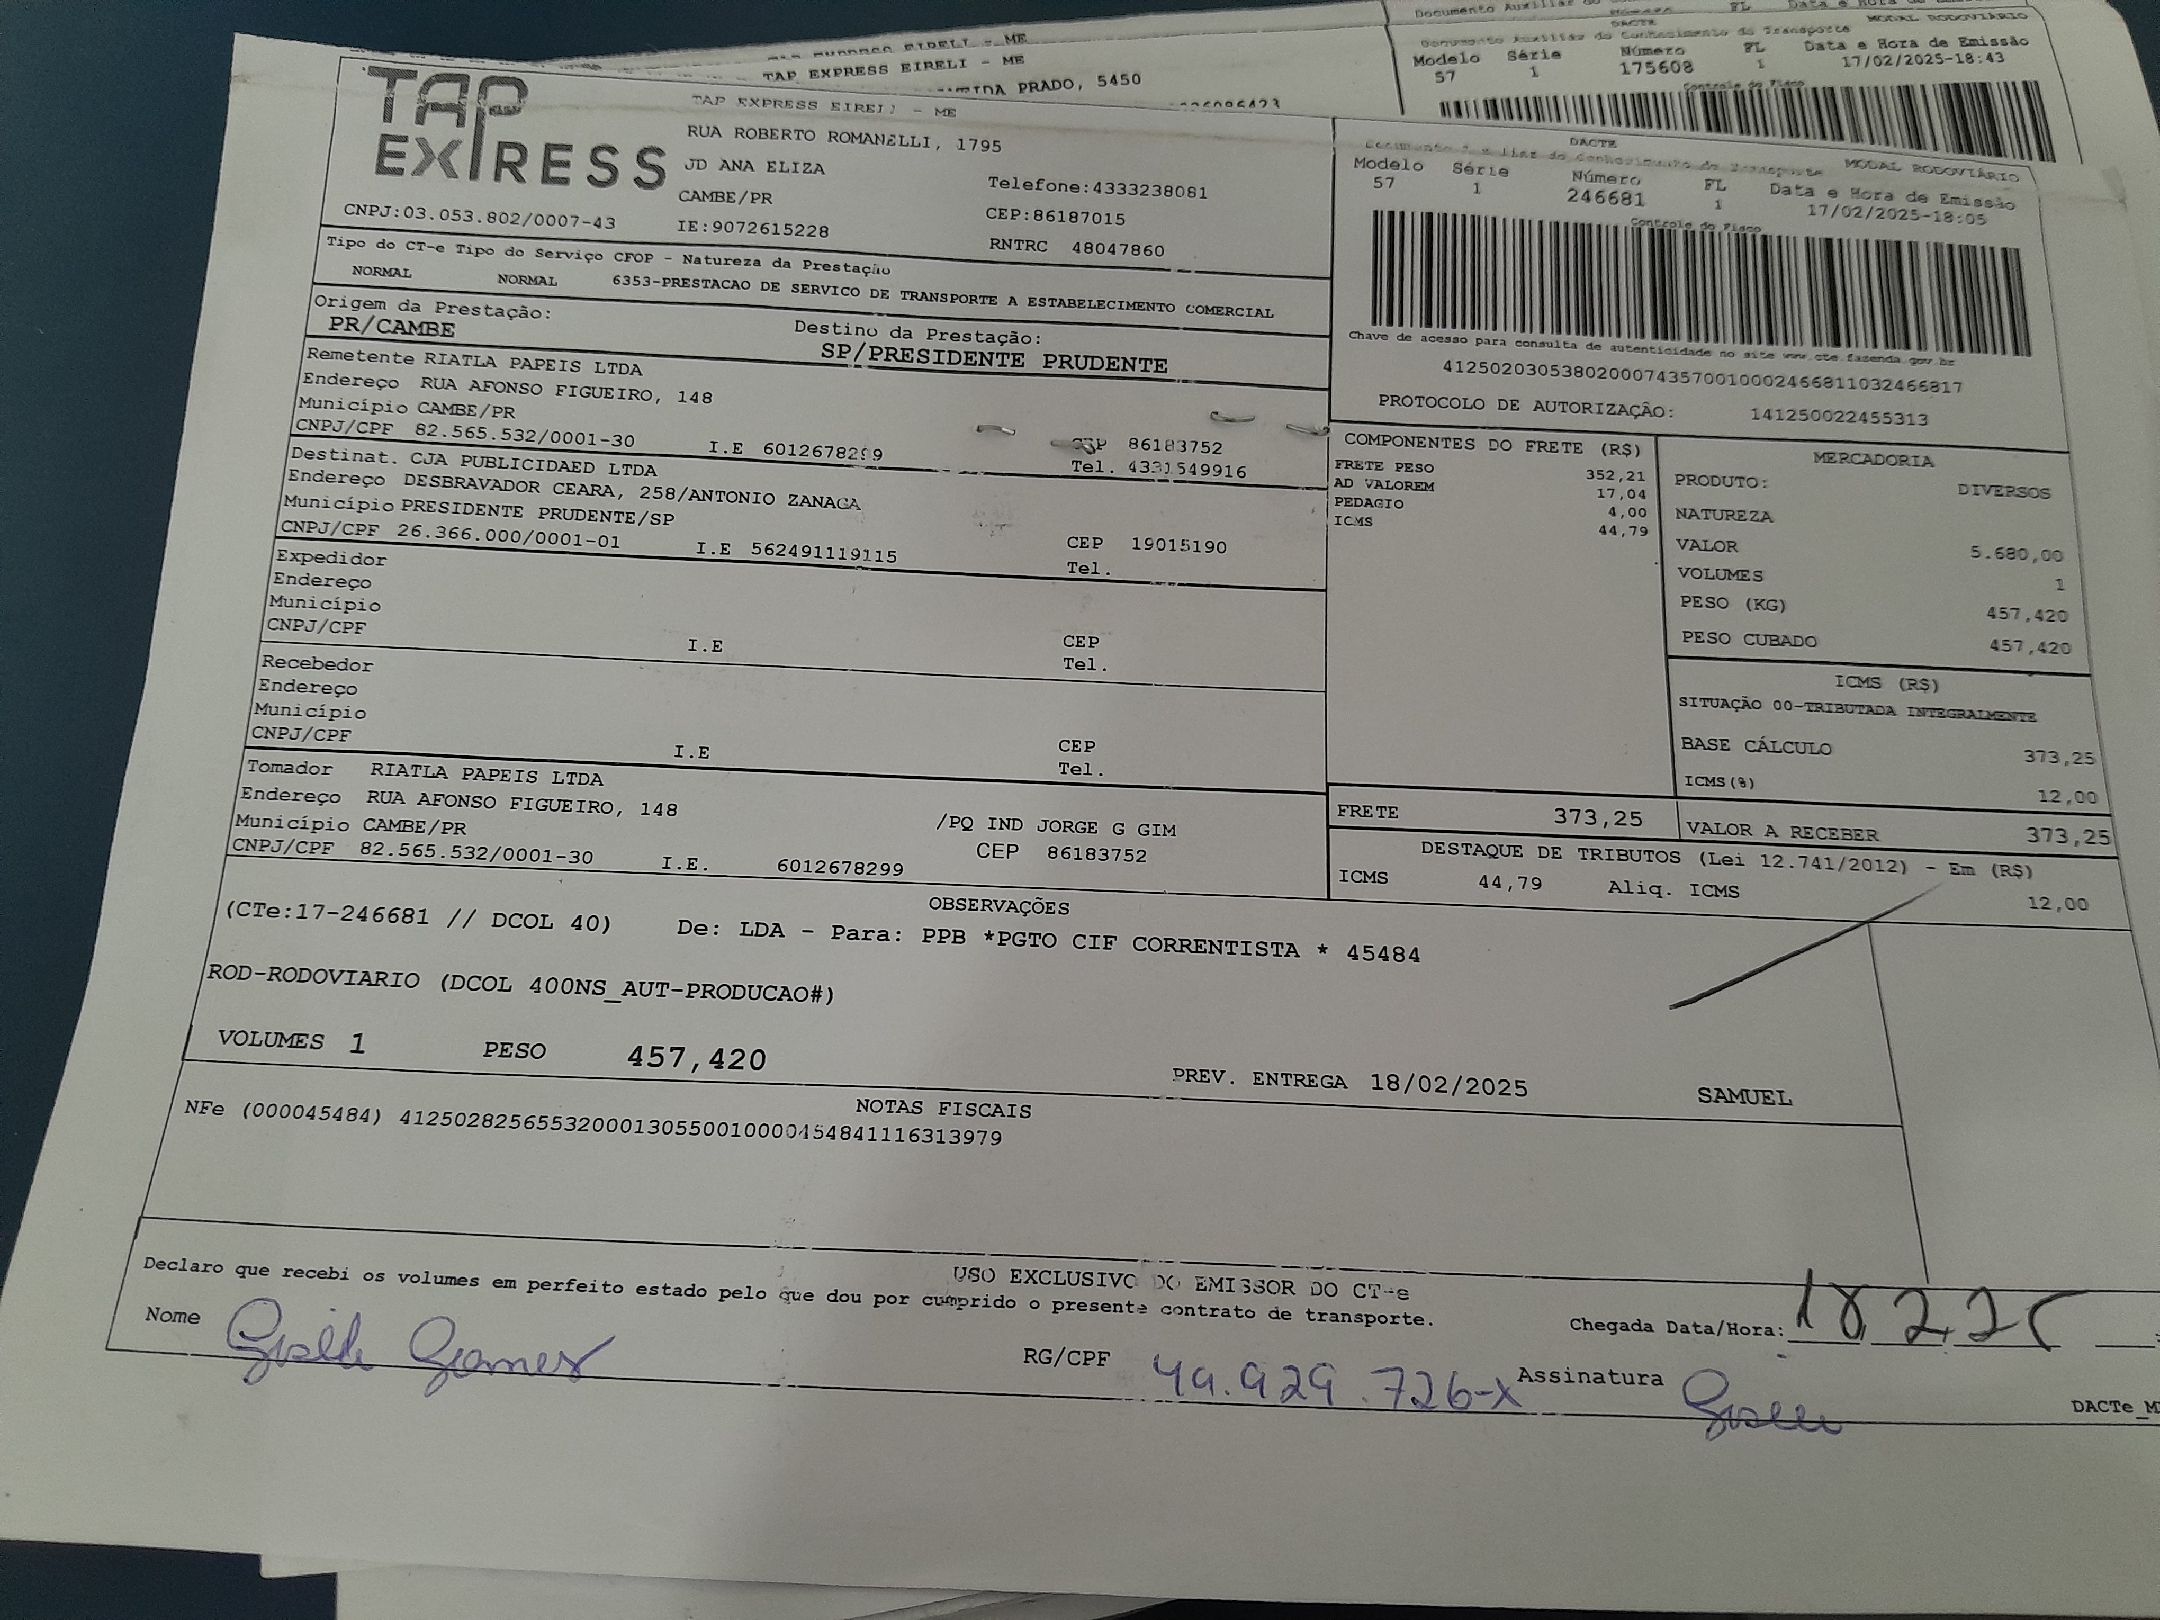 TAP EXPRESS EIRELI - ME
TAP EXPRESS EIRELI - ME
PRADO, 5450
Modelo Série Número FL Data e Hora de Emissão
57 1 175608 1 17/02/2025-18:43
Controle do Fisco
TAP EXPRESS
TAP EXPRESS EIRELI - ME
RUA ROBERTO ROMANELLI, 1795
JD ANA ELIZA
CAMBE/PR
Telefone:4333238081
CEP:86187015
CNPJ:03.053.802/0007-43 IE:9072615228 RNTRC 48047860
DACTE
Documento Auxiliar do Conhecimento de Transporte MODAL RODOVIÁRIO
Modelo Série Número FL Data e Hora de Emissão
57 1 246681 1 17/02/2025-18:05
Controle do Fisco
Chave de acesso para consulta de autenticidade no site www.cte.fazenda.gov.br
41250203053802000743570010002466811032466817
PROTOCOLO DE AUTORIZAÇÃO: 141250022455313
Tipo do CT-e Tipo do Serviço CFOP - Natureza da Prestação
NORMAL NORMAL 6353-PRESTACAO DE SERVICO DE TRANSPORTE A ESTABELECIMENTO COMERCIAL
Origem da Prestação: Destino da Prestação:
PR/CAMBE SP/PRESIDENTE PRUDENTE
Remetente RIATLA PAPEIS LTDA
Endereço RUA AFONSO FIGUEIRO, 148
Município CAMBE/PR CEP 86183752
CNPJ/CPF 82.565.532/0001-30 I.E 6012678299 Tel. 4331549916
Destinat. CJA PUBLICIDAED LTDA
Endereço DESBRAVADOR CEARA, 258/ANTONIO ZANAGA
Município PRESIDENTE PRUDENTE/SP CEP 19015190
CNPJ/CPF 26.366.000/0001-01 I.E 562491119115 Tel.
Expedidor
Endereço
Município CEP
CNPJ/CPF I.E Tel.
Recebedor
Endereço
Município CEP
CNPJ/CPF I.E Tel.
Tomador RIATLA PAPEIS LTDA
Endereço RUA AFONSO FIGUEIRO, 148 /PQ IND JORGE G GIM
Município CAMBE/PR CEP 86183752
CNPJ/CPF 82.565.532/0001-30 I.E. 6012678299
COMPONENTES DO FRETE (R$)
FRETE PESO 352,21
AD VALOREM 17,04
PEDAGIO 4,00
ICMS 44,79
MERCADORIA
PRODUTO: DIVERSOS
NATUREZA
VALOR 5.680,00
VOLUMES 1
PESO (KG) 457,420
PESO CUBADO 457,420
ICMS (R$)
SITUAÇÃO 00-TRIBUTADA INTEGRALMENTE
BASE CÁLCULO 373,25
ICMS(%) 12,00
FRETE 373,25 VALOR A RECEBER 373,25
DESTAQUE DE TRIBUTOS (Lei 12.741/2012) - Em (R$)
ICMS 44,79 Aliq. ICMS 12,00
OBSERVAÇÕES
(CTe:17-246681 // DCOL 40) De: LDA - Para: PPB *PGTO CIF CORRENTISTA * 45484
ROD-RODOVIARIO (DCOL 400NS_AUT-PRODUCAO#)
VOLUMES 1 PESO 457,420 PREV. ENTREGA 18/02/2025 SAMUEL
NOTAS FISCAIS
NFe (000045484) 41250282565532000130550010000454841116313979
USO EXCLUSIVO DO EMISSOR DO CT-e
Declaro que recebi os volumes em perfeito estado pelo que dou por cumprido o presente contrato de transporte.
Nome Gomes RG/CPF 49.929.726-X Assinatura
Chegada Data/Hora: 18 2 25
DACTe_M